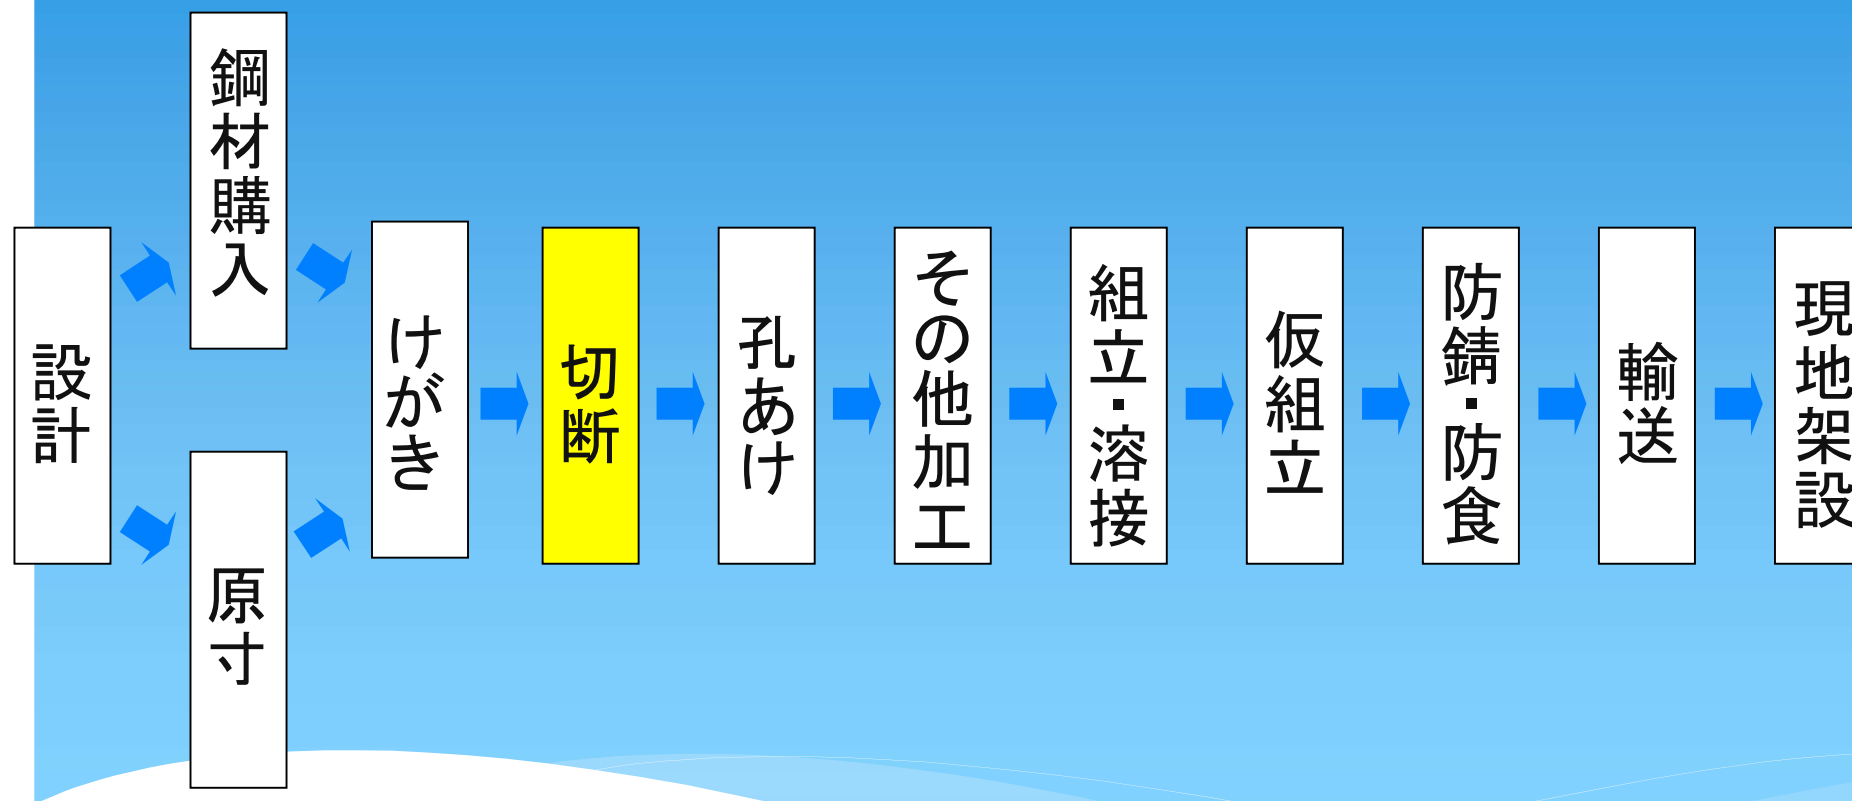 設計
鋼材購入
原寸
けがき
切断
孔あけ
その他加工
組立・溶接
仮組立
防錆・防食
輸送
現地架設